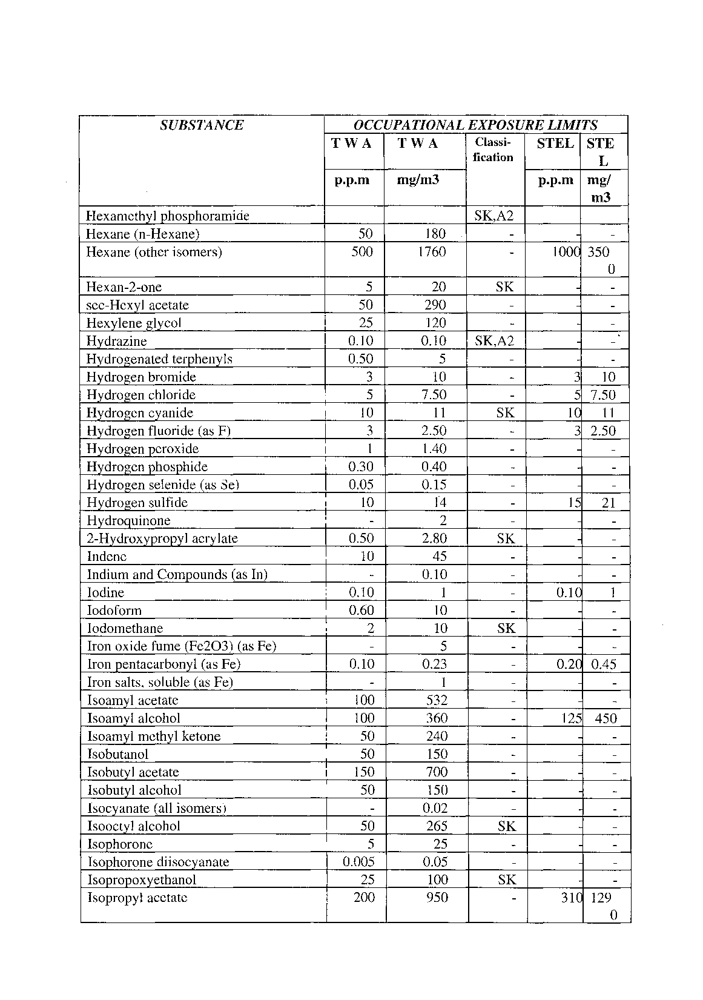 SUBSTANCE OCCUPATIONAL EXPOSURE LIMITS
T W A T W A Classi- STEL STE
fication L
p.p.m mg/m3 p.p.m mg/
m3
Hexamethyl phosphoramide SK,A2
Hexane (n-Hexane) 50 180 - - -
Hexane (other isomers) 500 1760 - 1000 350
0
Hexan-2-one 5 20 SK - -
sec-Hexyl acetate 50 290 - - -
Hexylene glycol 25 120 - - -
Hydrazine 0.10 0.10 SK,A2 - -
Hydrogenated terphenyls 0.50 5 - - -
Hydrogen bromide 3 10 - 3 10
Hydrogen chloride 5 7.50 - 5 7.50
Hydrogen cyanide 10 11 SK 10 11
Hydrogen fluoride (as F) 3 2.50 - 3 2.50
Hydrogen peroxide 1 1.40 - - -
Hydrogen phosphide 0.30 0.40 - - -
Hydrogen selenide (as Se) 0.05 0.15 - - -
Hydrogen sulfide 10 14 - 15 21
Hydroquinone - 2 - - -
2-Hydroxypropyl acrylate 0.50 2.80 SK - -
Indene 10 45 - - -
Indium and Compounds (as In) - 0.10 - - -
Iodine 0.10 1 - 0.10 1
Iodoform 0.60 10 - - -
Iodomethane 2 10 SK - -
Iron oxide fume (Fe2O3) (as Fe) - 5 - - -
Iron pentacarbonyl (as Fe) 0.10 0.23 - 0.20 0.45
Iron salts, soluble (as Fe) - 1 - - -
Isoamyl acetate 100 532 - - -
Isoamyl alcohol 100 360 - 125 450
Isoamyl methyl ketone 50 240 - - -
Isobutanol 50 150 - - -
Isobutyl acetate 150 700 - - -
Isobutyl alcohol 50 150 - - -
Isocyanate (all isomers) - 0.02 - - -
Isooctyl alcohol 50 265 SK - -
Isophorone 5 25 - - -
Isophorone diisocyanate 0.005 0.05 - - -
Isopropoxyethanol 25 100 SK - -
Isopropyl acetate 200 950 - 310 129
0